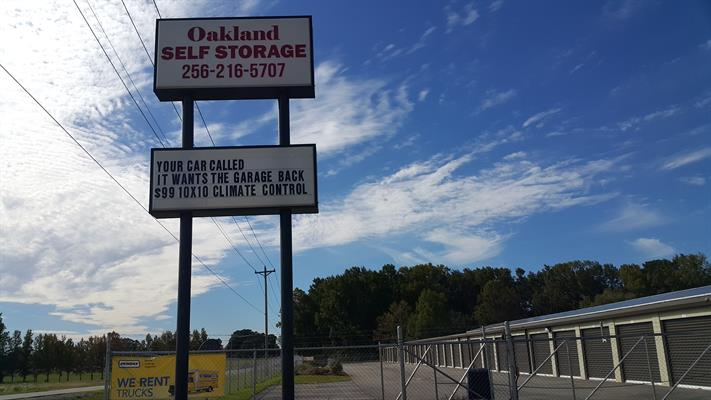 Oakland
SELF STORAGE
256-216-5707
YOUR CAR CALLED
IT WANTS THE GARAGE BACK
$99 10X10 CLIMATE CONTROL
PENSKE
WE RENT
TRUCKS